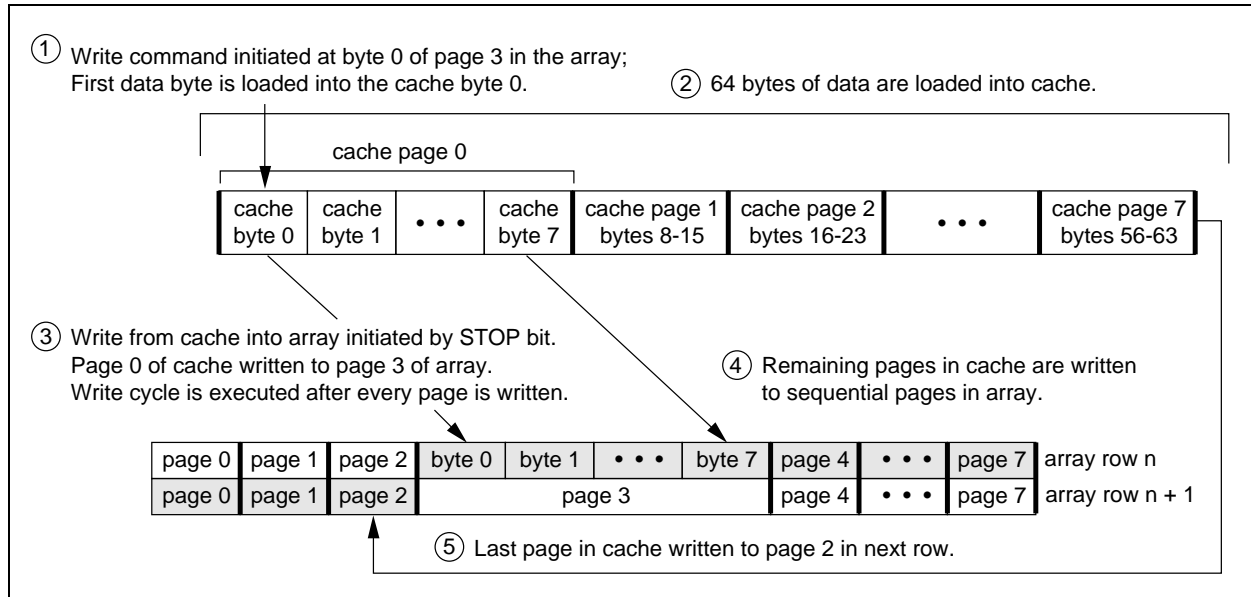 1 Write command initiated at byte 0 of page 3 in the array;
First data byte is loaded into the cache byte 0.
2 64 bytes of data are loaded into cache.
cache page 0
cache byte 0
cache byte 1
• • •
cache byte 7
cache page 1 bytes 8-15
cache page 2 bytes 16-23
• • •
cache page 7 bytes 56-63
3 Write from cache into array initiated by STOP bit.
Page 0 of cache written to page 3 of array.
Write cycle is executed after every page is written.
4 Remaining pages in cache are written
to sequential pages in array.
page 0 page 1 page 2 byte 0 byte 1 • • • byte 7 page 4 • • • page 7 array row n
page 0 page 1 page 2 page 3 page 4 • • • page 7 array row n + 1
5 Last page in cache written to page 2 in next row.